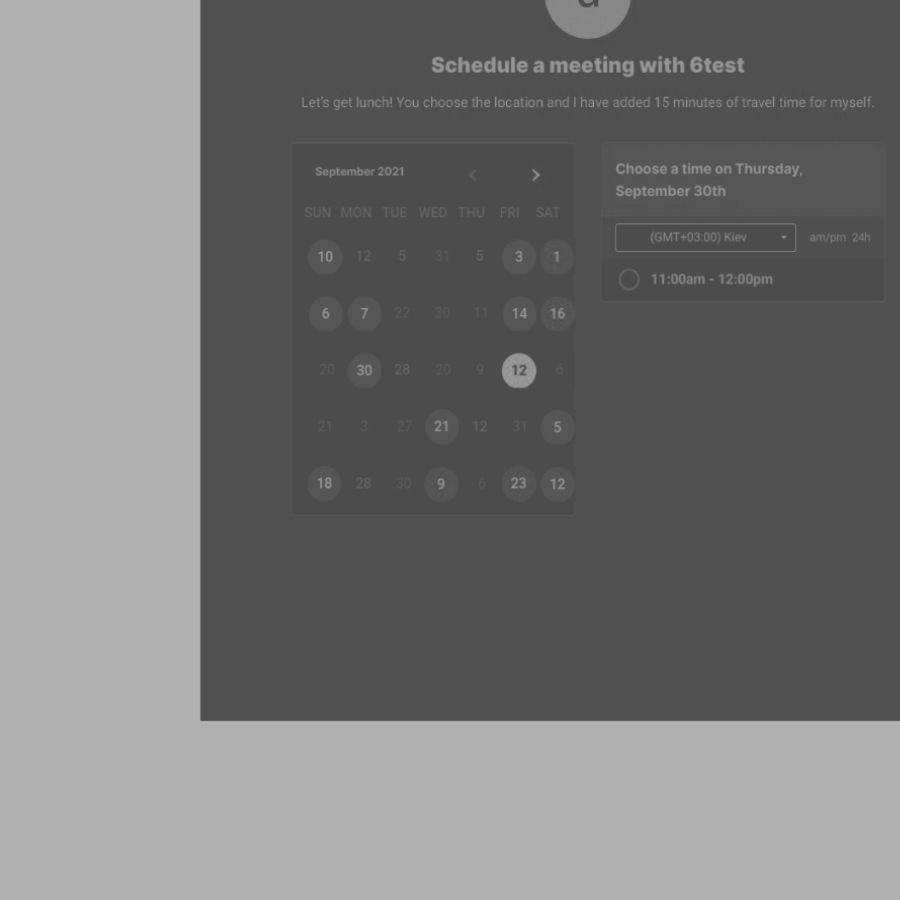 Schedule a meeting with 6test
Let's get lunch! You choose the location and I have added 15 minutes of travel time for myself.
September 2021
SUN MON TUE WED THU FRI SAT
10 12 5 31 5 3 1
6 7 22 30 11 14 16
20 30 28 20 9 12 6
21 3 27 21 12 31 5
18 28 30 9 6 23 12
Choose a time on Thursday,
September 30th
(GMT+03:00) Kiev am/pm 24h
11:00am - 12:00pm